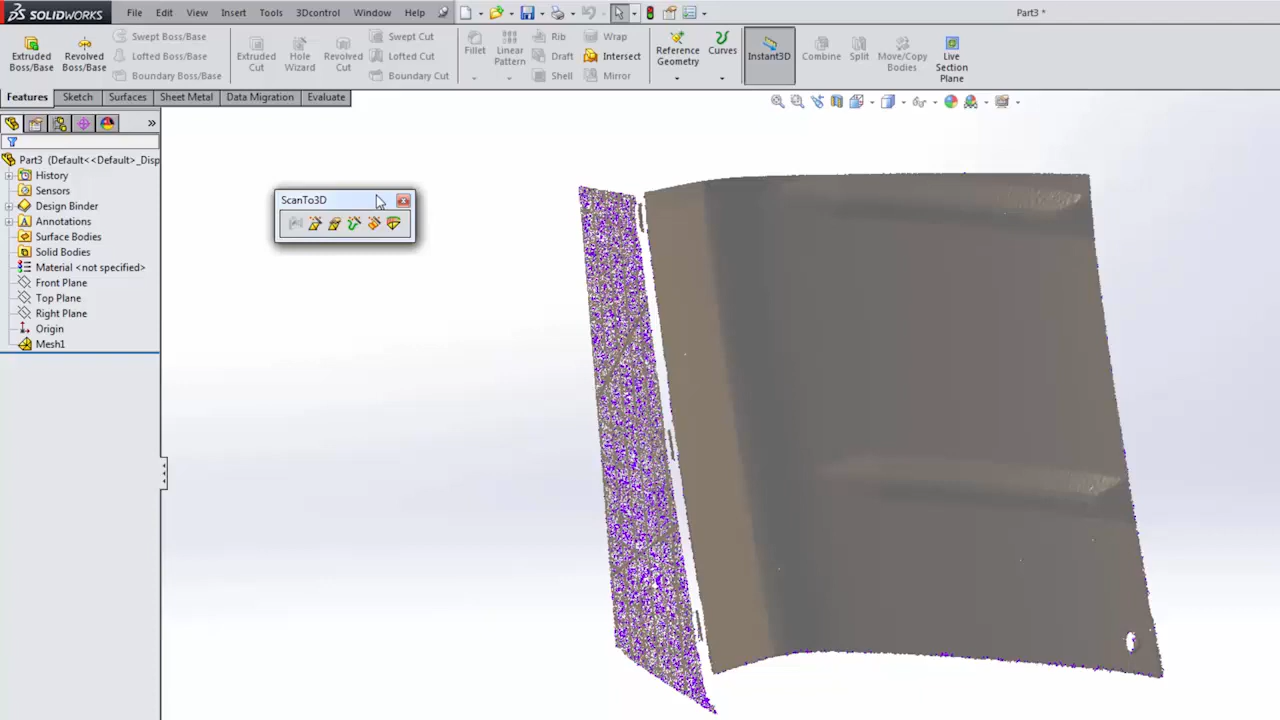 SOLIDWORKS File Edit View Insert Tools 3Dcontrol Window Help Part3 *
Extruded Boss/Base
Revolved Boss/Base
Swept Boss/Base
Lofted Boss/Base
Boundary Boss/Base
Extruded Cut
Hole Wizard
Revolved Cut
Swept Cut
Lofted Cut
Boundary Cut
Fillet
Linear Pattern
Rib
Draft
Shell
Wrap
Intersect
Mirror
Reference Geometry
Curves
Instant3D
Combine
Split
Move/Copy Bodies
Live Section Plane
Features Sketch Surfaces Sheet Metal Data Migration Evaluate
Part3 (Default<<Default>_Disp
History
Sensors
Design Binder
Annotations
Surface Bodies
Solid Bodies
Material <not specified>
Front Plane
Top Plane
Right Plane
Origin
Mesh1
ScanTo3D